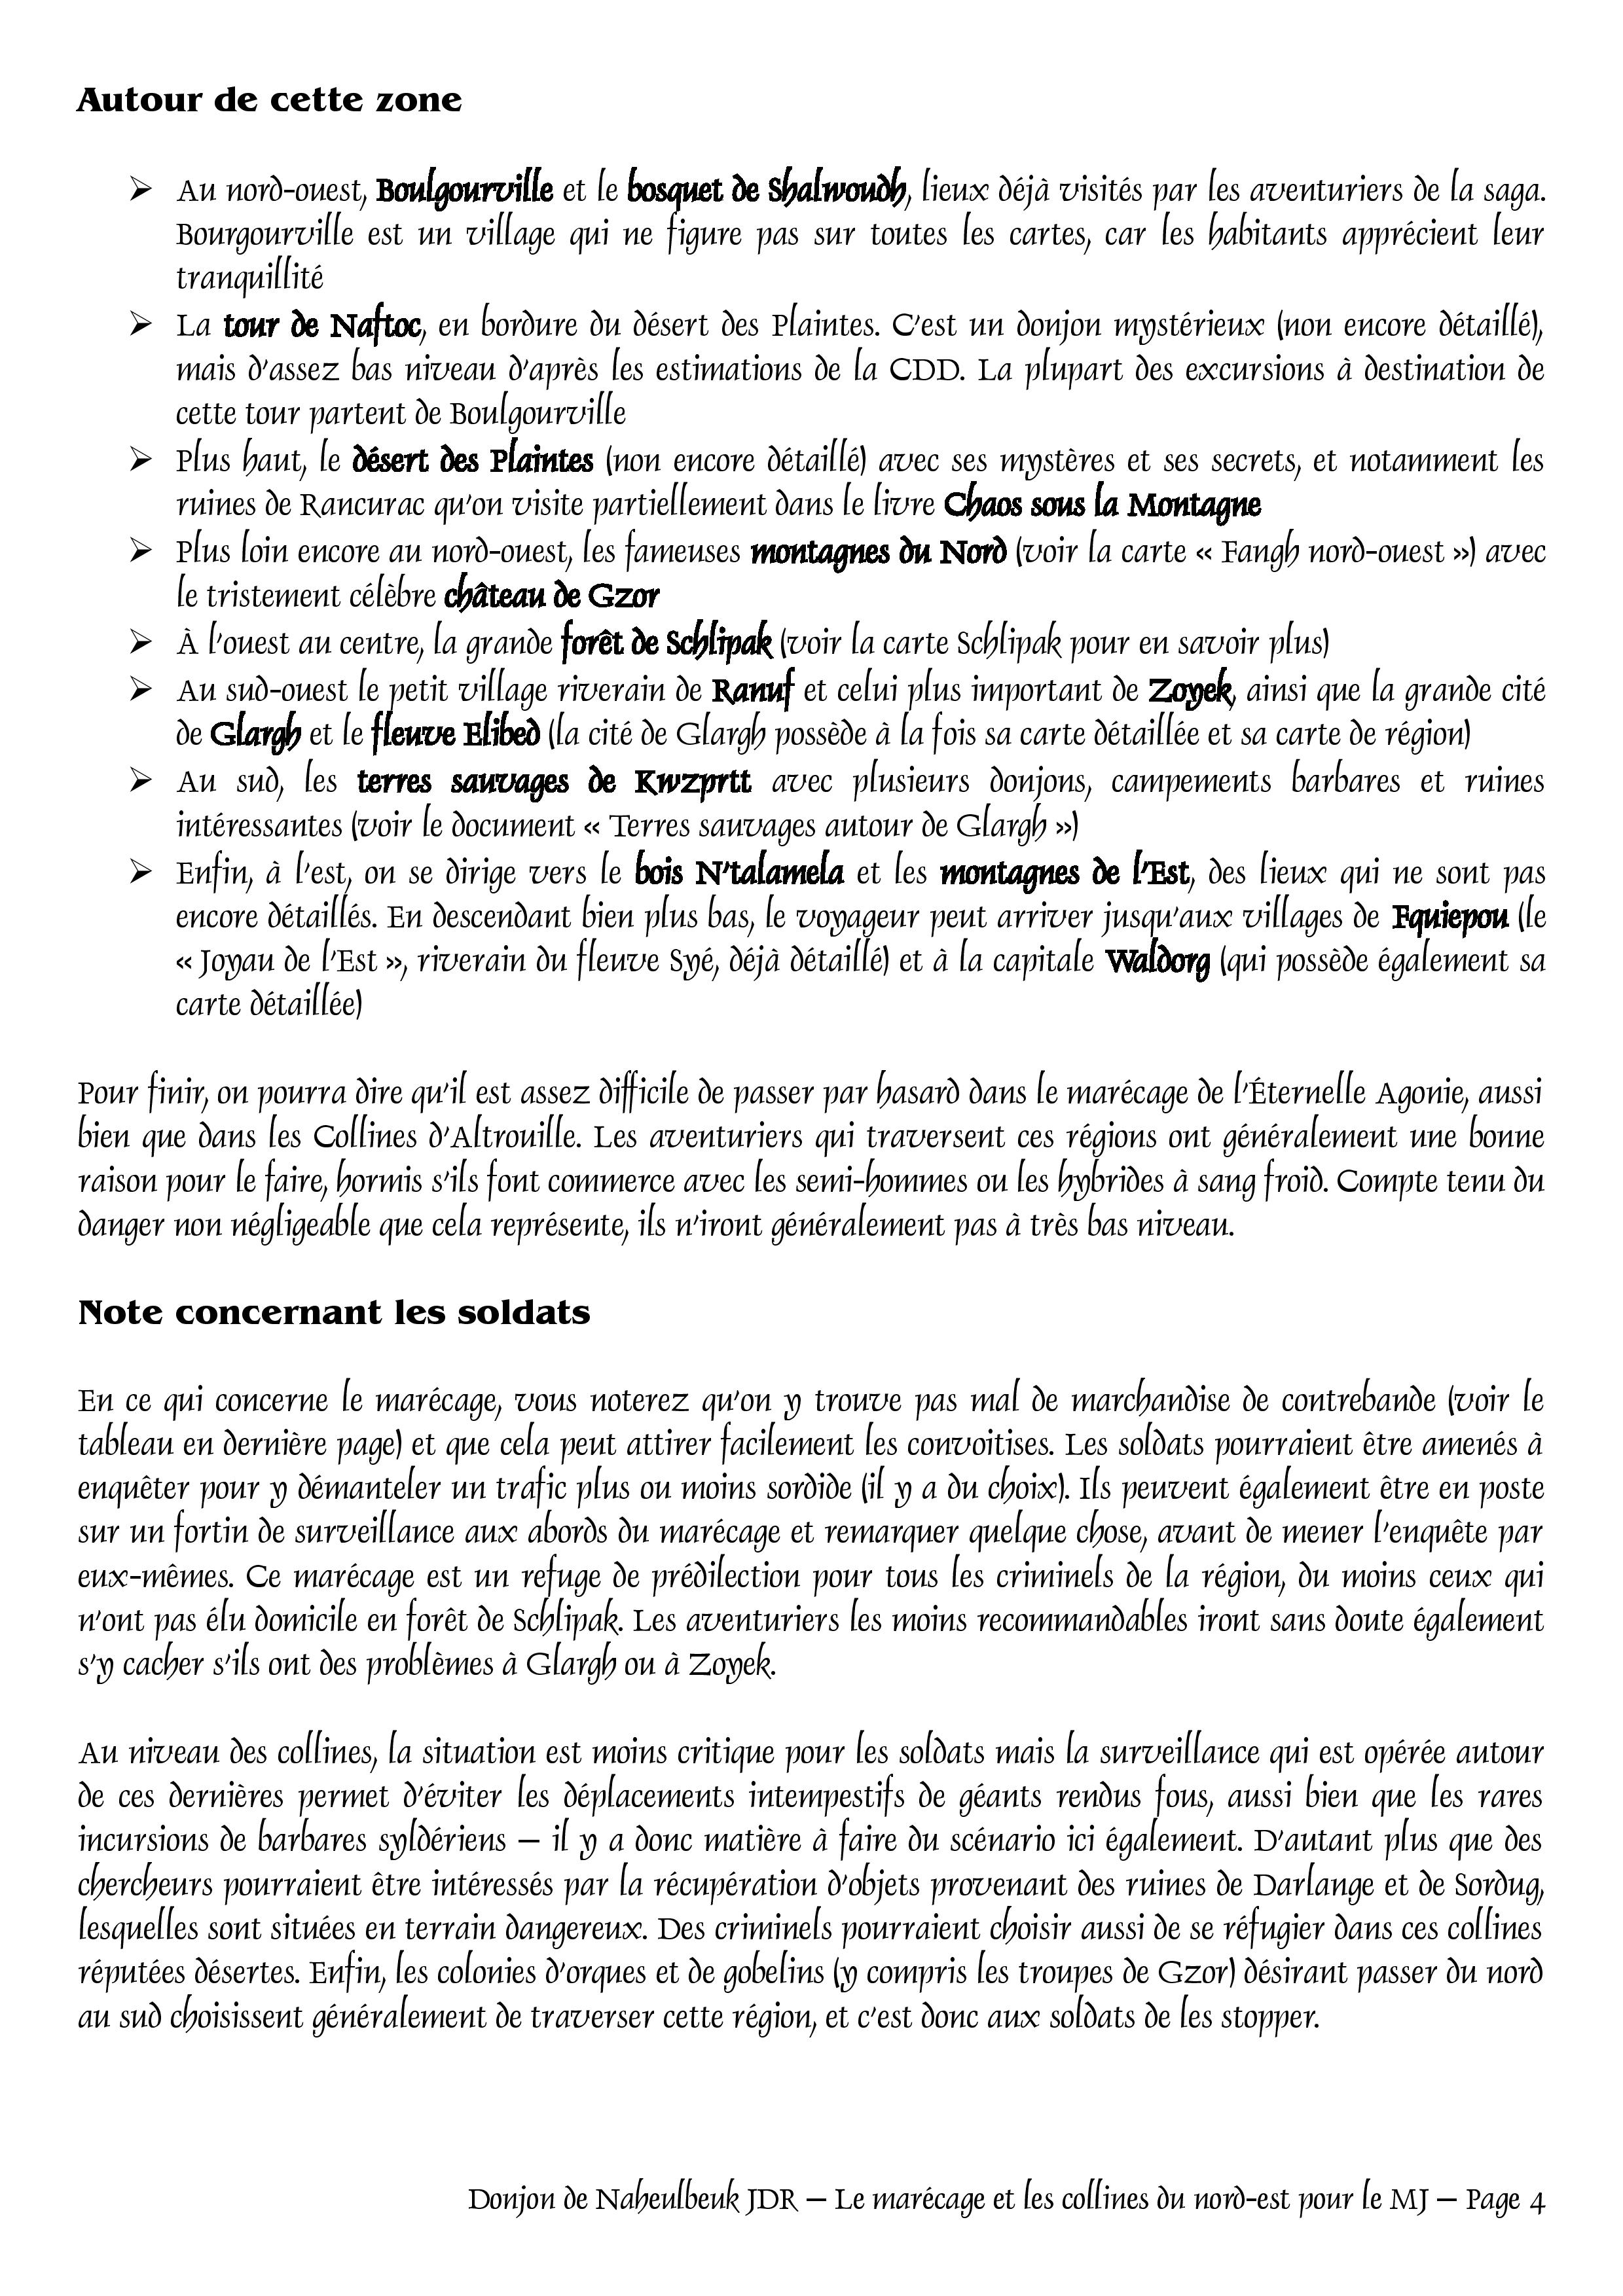 Autour de cette zone
➢ Au nord-ouest, Boulgourville et le bosquet de Shalwoudh, lieux déjà visités par les aventuriers de la saga.
Bourgourville est un village qui ne figure pas sur toutes les cartes, car les habitants apprécient leur
tranquillité
➢ La tour de Naftoc, en bordure du désert des Plaintes. C'est un donjon mystérieux (non encore détaillé),
mais d'assez bas niveau d'après les estimations de la CDD. La plupart des excursions à destination de
cette tour partent de Boulgourville
➢ Plus haut, le désert des Plaintes (non encore détaillé) avec ses mystères et ses secrets, et notamment les
ruines de Rancurac qu'on visite partiellement dans le livre Chaos sous la Montagne
➢ Plus loin encore au nord-ouest, les fameuses montagnes du Nord (voir la carte « Fangh nord-ouest ») avec
le tristement célèbre château de Gzor
➢ À l'ouest au centre, la grande forêt de Schlipak (voir la carte Schlipak pour en savoir plus)
➢ Au sud-ouest le petit village riverain de Ranuf et celui plus important de Zoyek, ainsi que la grande cité
de Glargh et le fleuve Elibed (la cité de Glargh possède à la fois sa carte détaillée et sa carte de région)
➢ Au sud, les terres sauvages de Kwzprtt avec plusieurs donjons, campements barbares et ruines
intéressantes (voir le document « Terres sauvages autour de Glargh »)
➢ Enfin, à l'est, on se dirige vers le bois N'talamela et les montagnes de l'Est, des lieux qui ne sont pas
encore détaillés. En descendant bien plus bas, le voyageur peut arriver jusqu'aux villages de Equiepou (le
« Joyau de l'Est », riverain du fleuve Syé, déjà détaillé) et à la capitale Waldorg (qui possède également sa
carte détaillée)
Pour finir, on pourra dire qu'il est assez difficile de passer par hasard dans le marécage de l'Éternelle Agonie, aussi
bien que dans les Collines d'Altrouille. Les aventuriers qui traversent ces régions ont généralement une bonne
raison pour le faire, hormis s'ils font commerce avec les semi-hommes ou les hybrides à sang froid. Compte tenu du
danger non négligeable que cela représente, ils n'iront généralement pas à très bas niveau.
Note concernant les soldats
En ce qui concerne le marécage, vous noterez qu'on y trouve pas mal de marchandise de contrebande (voir le
tableau en dernière page) et que cela peut attirer facilement les convoitises. Les soldats pourraient être amenés à
enquêter pour y démanteler un trafic plus ou moins sordide (il y a du choix). Ils peuvent également être en poste
sur un fortin de surveillance aux abords du marécage et remarquer quelque chose, avant de mener l'enquête par
eux-mêmes. Ce marécage est un refuge de prédilection pour tous les criminels de la région, du moins ceux qui
n'ont pas élu domicile en forêt de Schlipak. Les aventuriers les moins recommandables iront sans doute également
s'y cacher s'ils ont des problèmes à Glargh ou à Zoyek.
Au niveau des collines, la situation est moins critique pour les soldats mais la surveillance qui est opérée autour
de ces dernières permet d'éviter les déplacements intempestifs de géants rendus fous, aussi bien que les rares
incursions de barbares syldériens – il y a donc matière à faire du scénario ici également. D'autant plus que des
chercheurs pourraient être intéressés par la récupération d'objets provenant des ruines de Darlange et de Sordug,
lesquelles sont situées en terrain dangereux. Des criminels pourraient choisir aussi de se réfugier dans ces collines
réputées désertes. Enfin, les colonies d'orques et de gobelins (y compris les troupes de Gzor) désirant passer du nord
au sud choisissent généralement de traverser cette région, et c'est donc aux soldats de les stopper.
Donjon de Naheulbeuk JDR – Le marécage et les collines du nord-est pour le MJ – Page 4